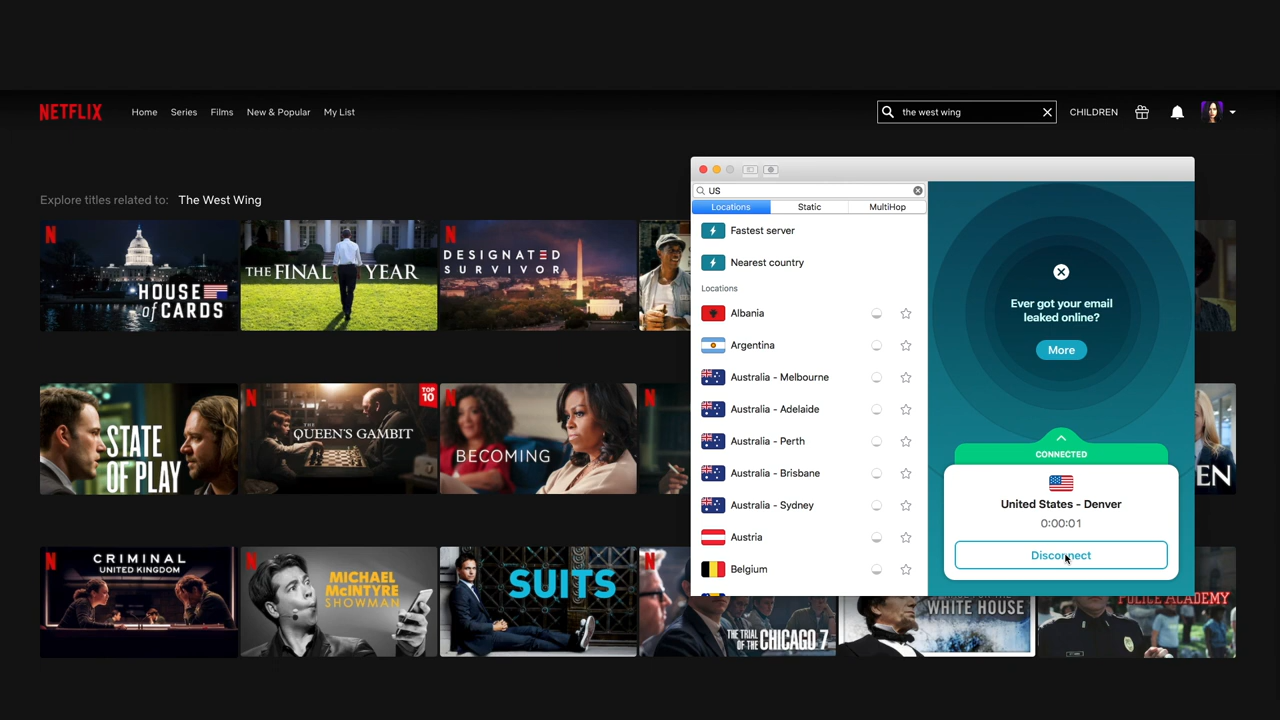 NETFLIX
Home Series Films New & Popular My List
the west wing
CHILDREN
Explore titles related to: The West Wing
N
HOUSE
of CARDS
THE FINAL YEAR
N
DESIGNATED
SURVIVOR
STATE
OF PLAY
N
TOP
10
THE
QUEEN'S GAMBIT
N
BECOMING
N
EN
N
CRIMINAL
UNITED KINGDOM
N
MICHAEL
McINTYRE
SHOWMAN
SUITS
N
THE TRIAL
OF THE CHICAGO 7
WHITE HOUSE
POLICE ACADEMY
US
Locations Static MultiHop
Fastest server
Nearest country
Locations
Albania
Argentina
Australia - Melbourne
Australia - Adelaide
Australia - Perth
Australia - Brisbane
Australia - Sydney
Austria
Belgium
Ever got your email
leaked online?
More
CONNECTED
United States - Denver
0:00:01
Disconnect